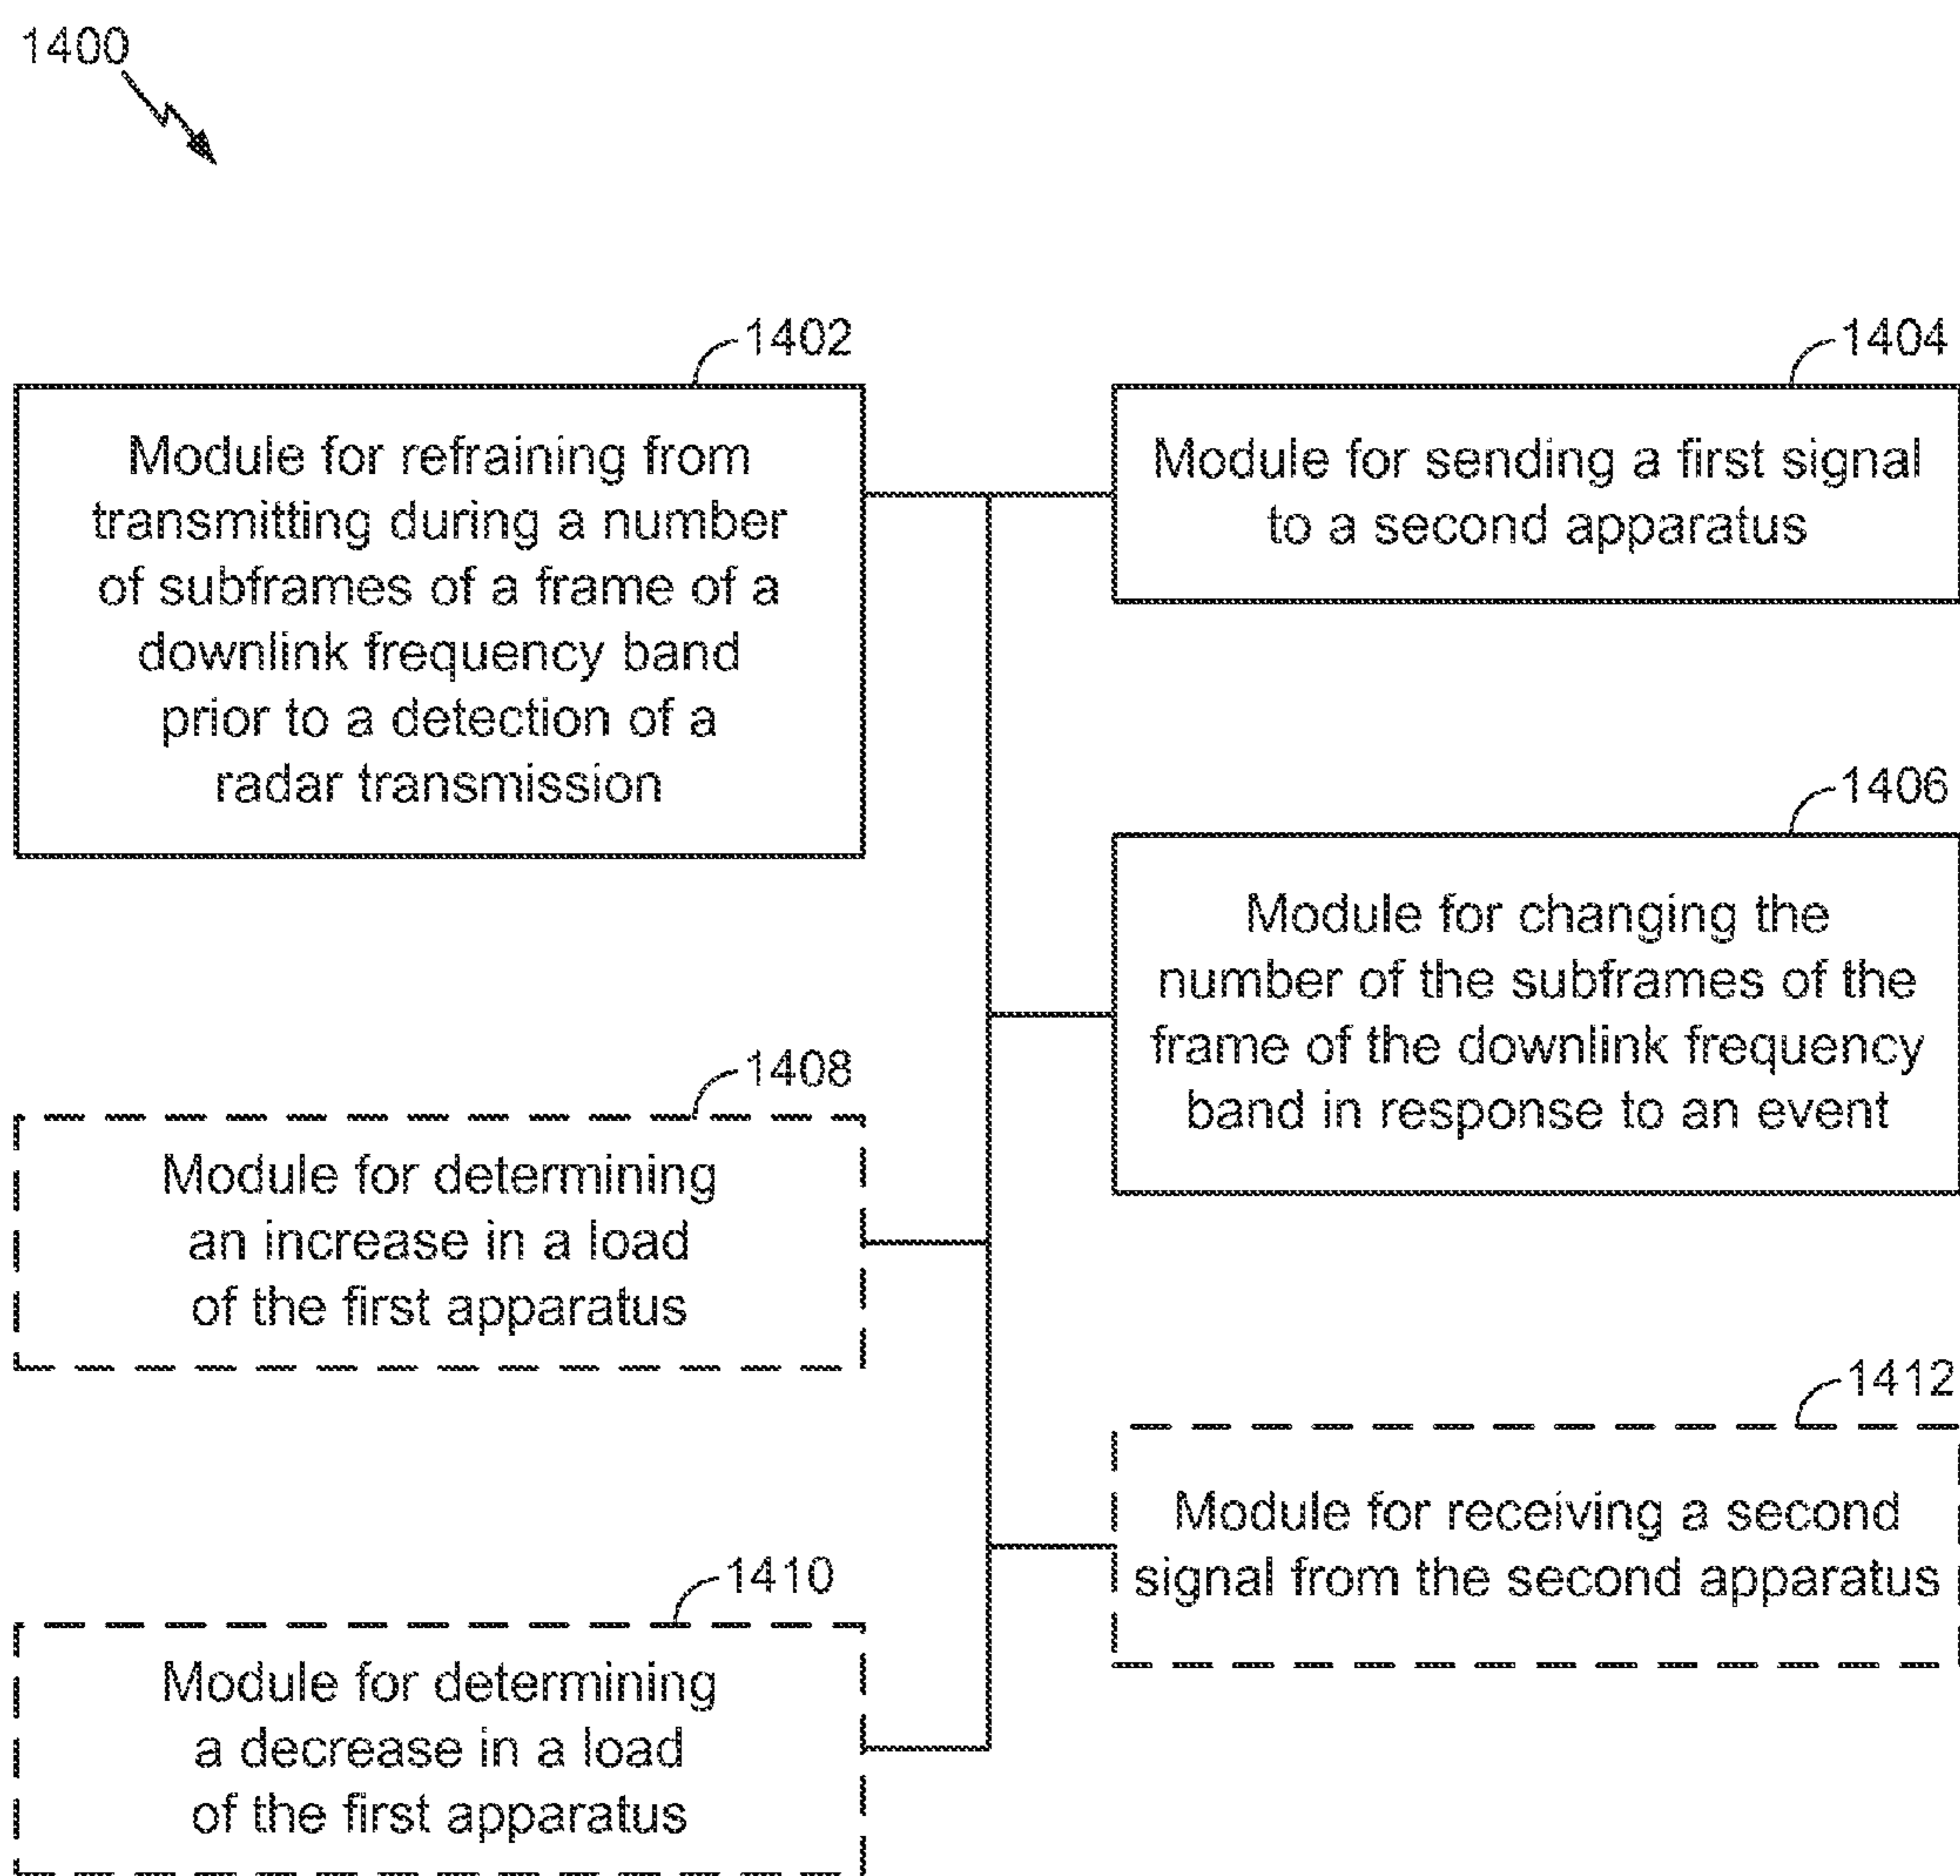 1400
1402
Module for refraining from
transmitting during a number
of subframes of a frame of a
downlink frequency band
prior to a detection of a
radar transmission
1404
Module for sending a first signal
to a second apparatus
1406
Module for changing the
number of the subframes of the
frame of the downlink frequency
band in response to an event
1408
Module for determining
an increase in a load
of the first apparatus
1412
Module for receiving a second
signal from the second apparatus
1410
Module for determining
a decrease in a load
of the first apparatus